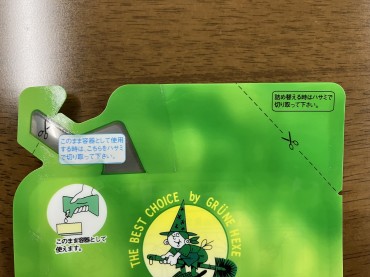 詰め替える時はハサミで
切り取って下さい。
このまま容器として使用
する時は、こちらをハサミ
で切り取って下さい。
THE BEST CHOICE by GRÜNE HEXE
このまま容器として
使えます。